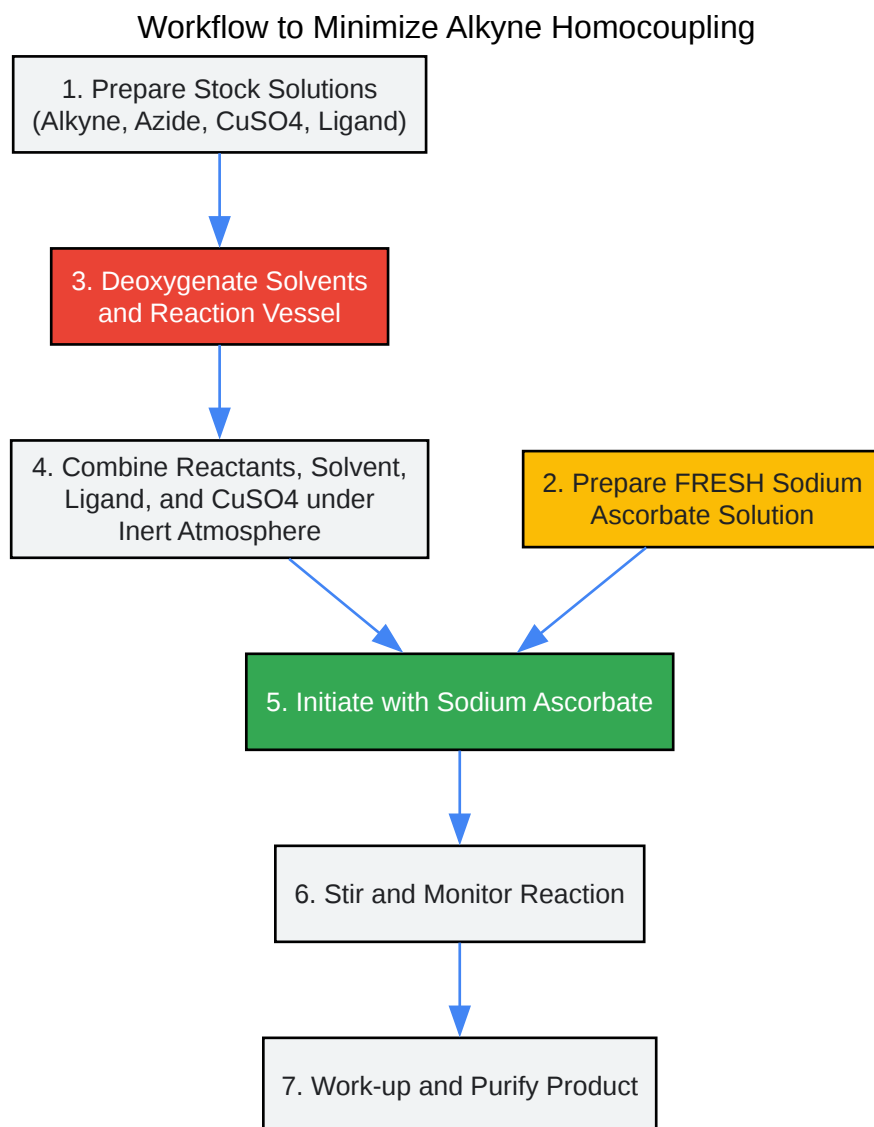 Workflow to Minimize Alkyne Homocoupling
1. Prepare Stock Solutions
(Alkyne, Azide, CuSO4, Ligand)
3. Deoxygenate Solvents
and Reaction Vessel
4. Combine Reactants, Solvent,
Ligand, and CuSO4 under
Inert Atmosphere
2. Prepare FRESH Sodium
Ascorbate Solution
5. Initiate with Sodium Ascorbate
6. Stir and Monitor Reaction
7. Work-up and Purify Product